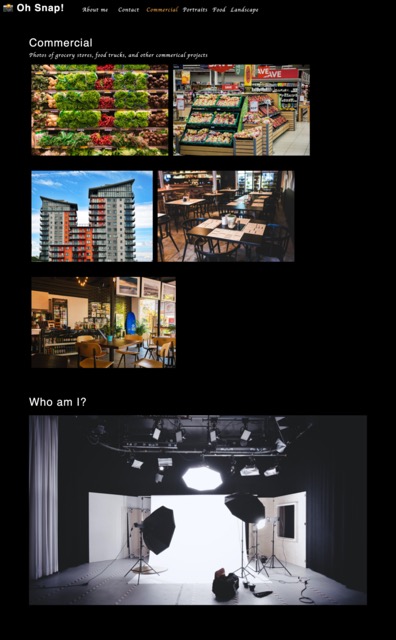 📸 Oh Snap!
About me Contact Commercial Portraits Food Landscape
Commercial
Photos of grocery stores, food trucks, and other commerical projects
SAVE
SAVE
Who am I?